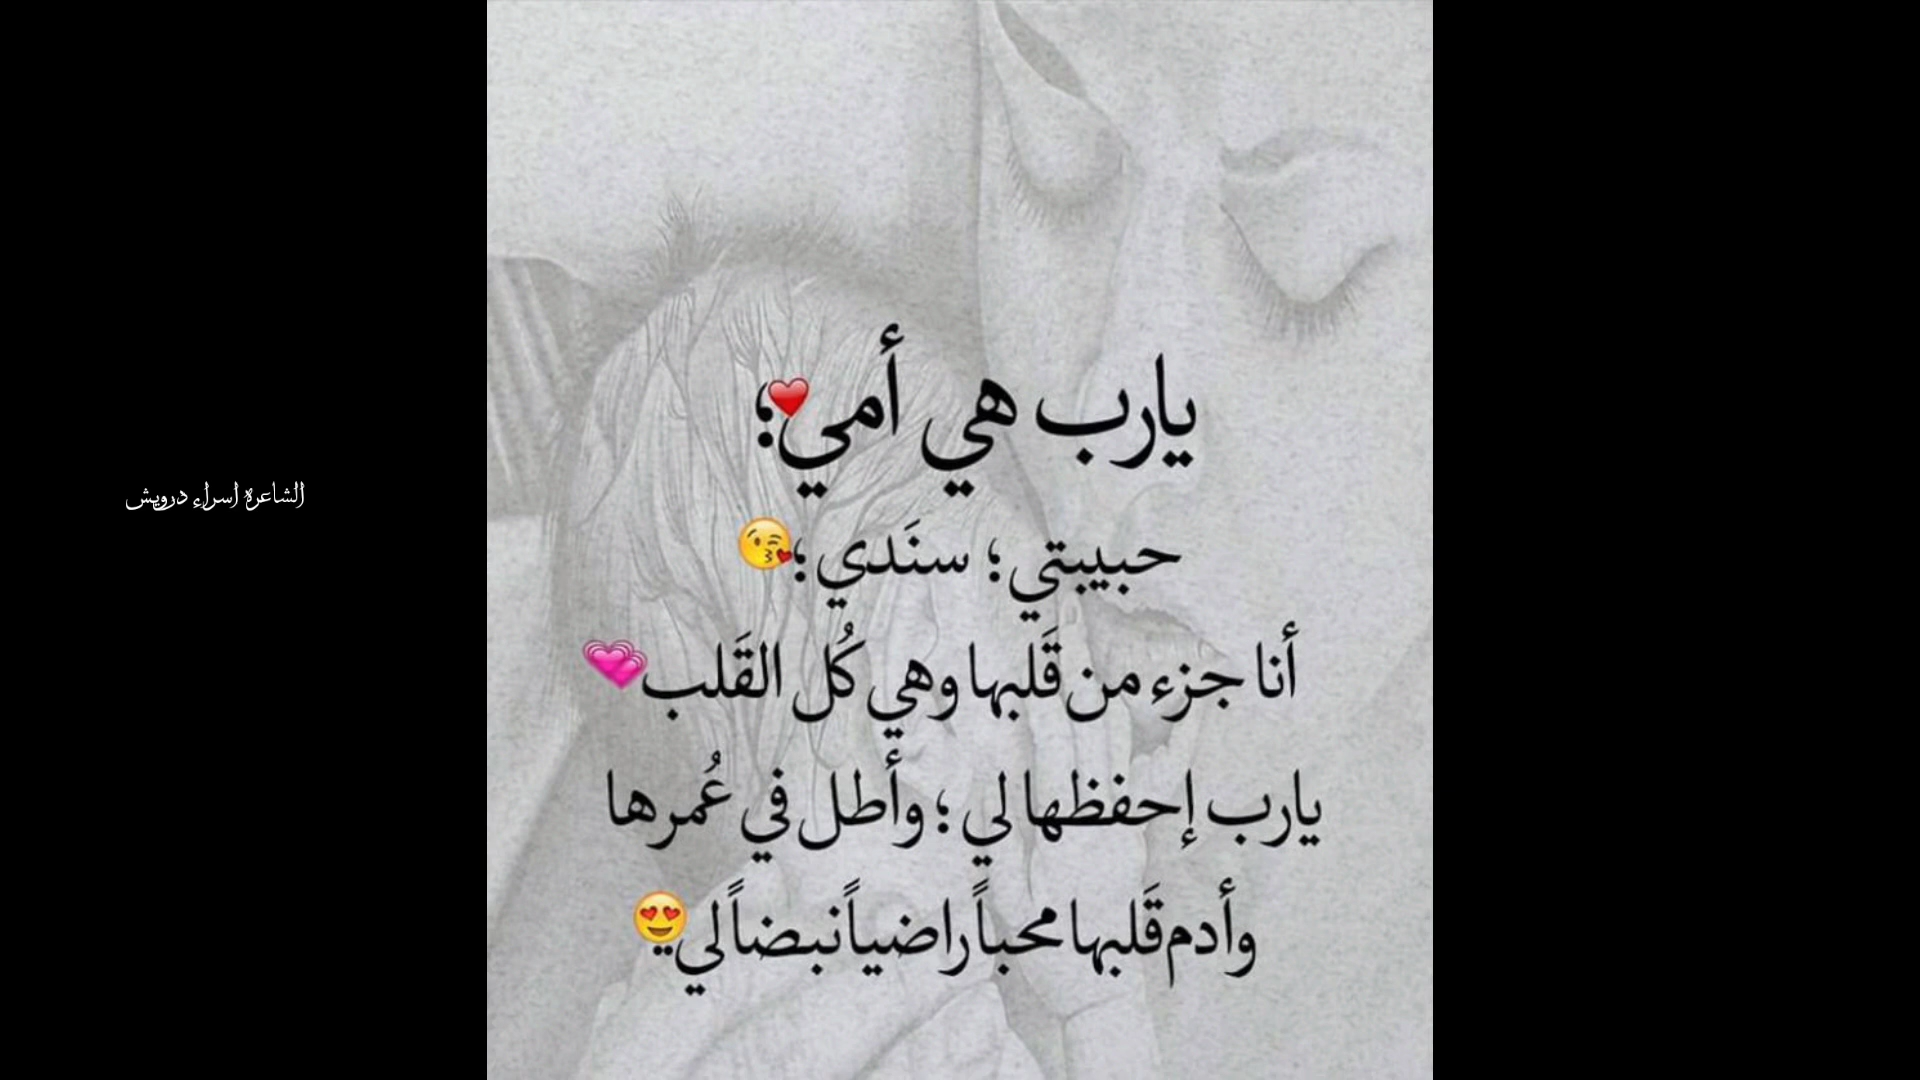 يارب هي أمي؛❤
حبيبتي؛ سنَدي؛😘
أنا جزء من قَلبها وهي كُل القَلب💗
يارب إحفظها لي؛ وأطل في عُمرها
وأدم قَلبها محباً راضياً نبضاً لي..😍
الشاعرة اسراء درويش